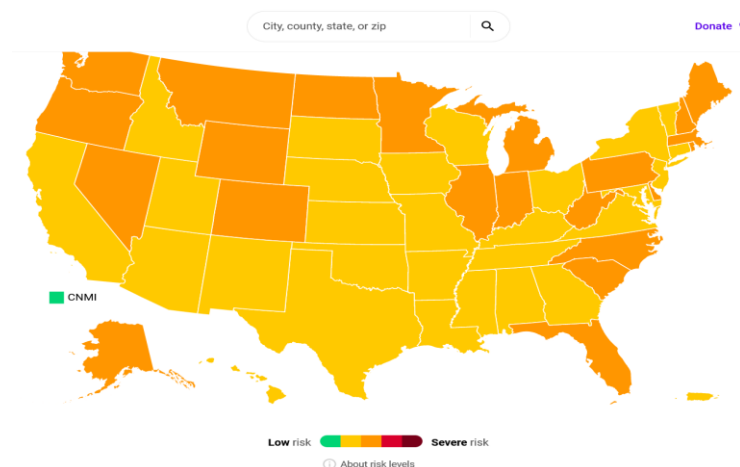 City, county, state, or zip
Donate
CNMI
Low risk
Severe risk
About risk levels